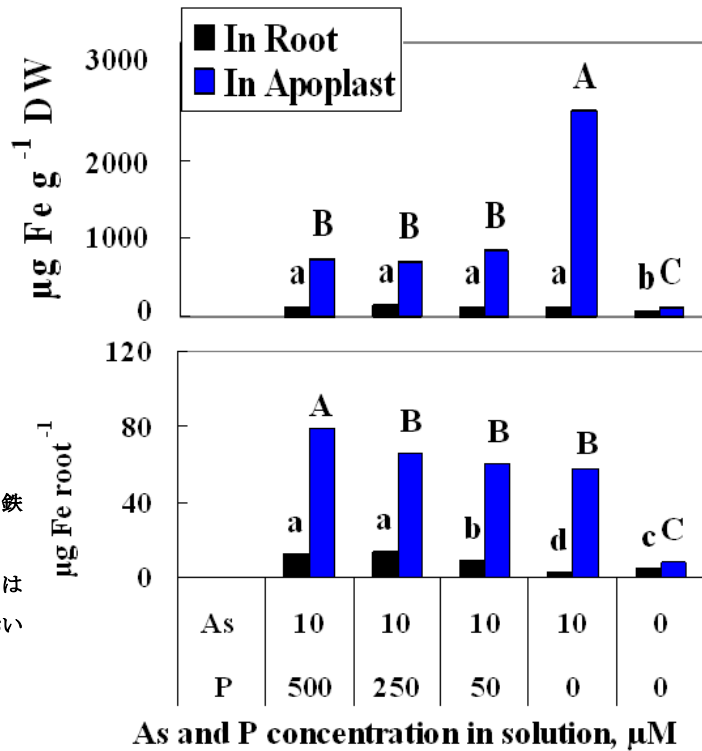 In Root
In Apoplast
µg Fe g⁻¹ DW
3000
2000
1000
0
a B
a B
a B
a A
b C
µg Fe root⁻¹
120
80
40
0
a A
a B
b B
d B
c C
鉄
は
い
As 10 10 10 10 0
P 500 250 50 0 0
As and P concentration in solution, µM